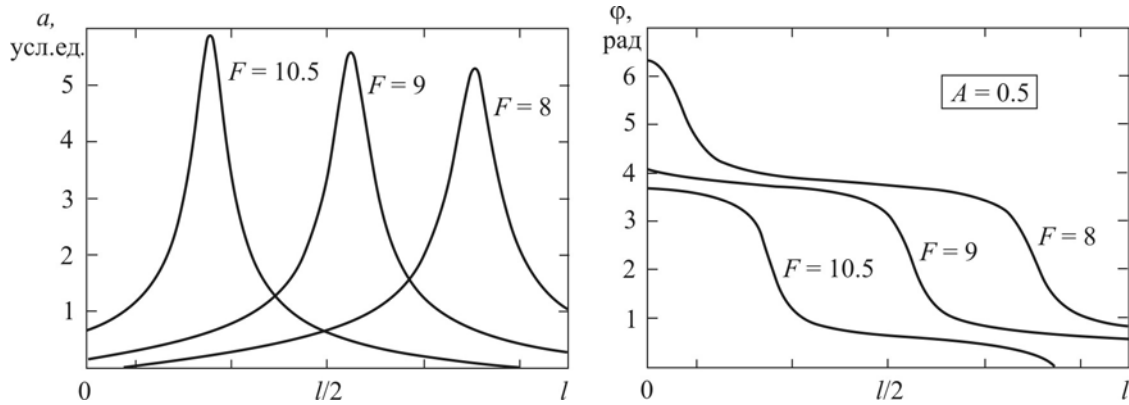 a,
усл.ед.
5
4
3
2
1
0
l/2
l
F = 10.5
F = 9
F = 8
φ,
рад
6
5
4
3
2
1
0
l/2
l
A = 0.5
F = 8
F = 9
F = 10.5